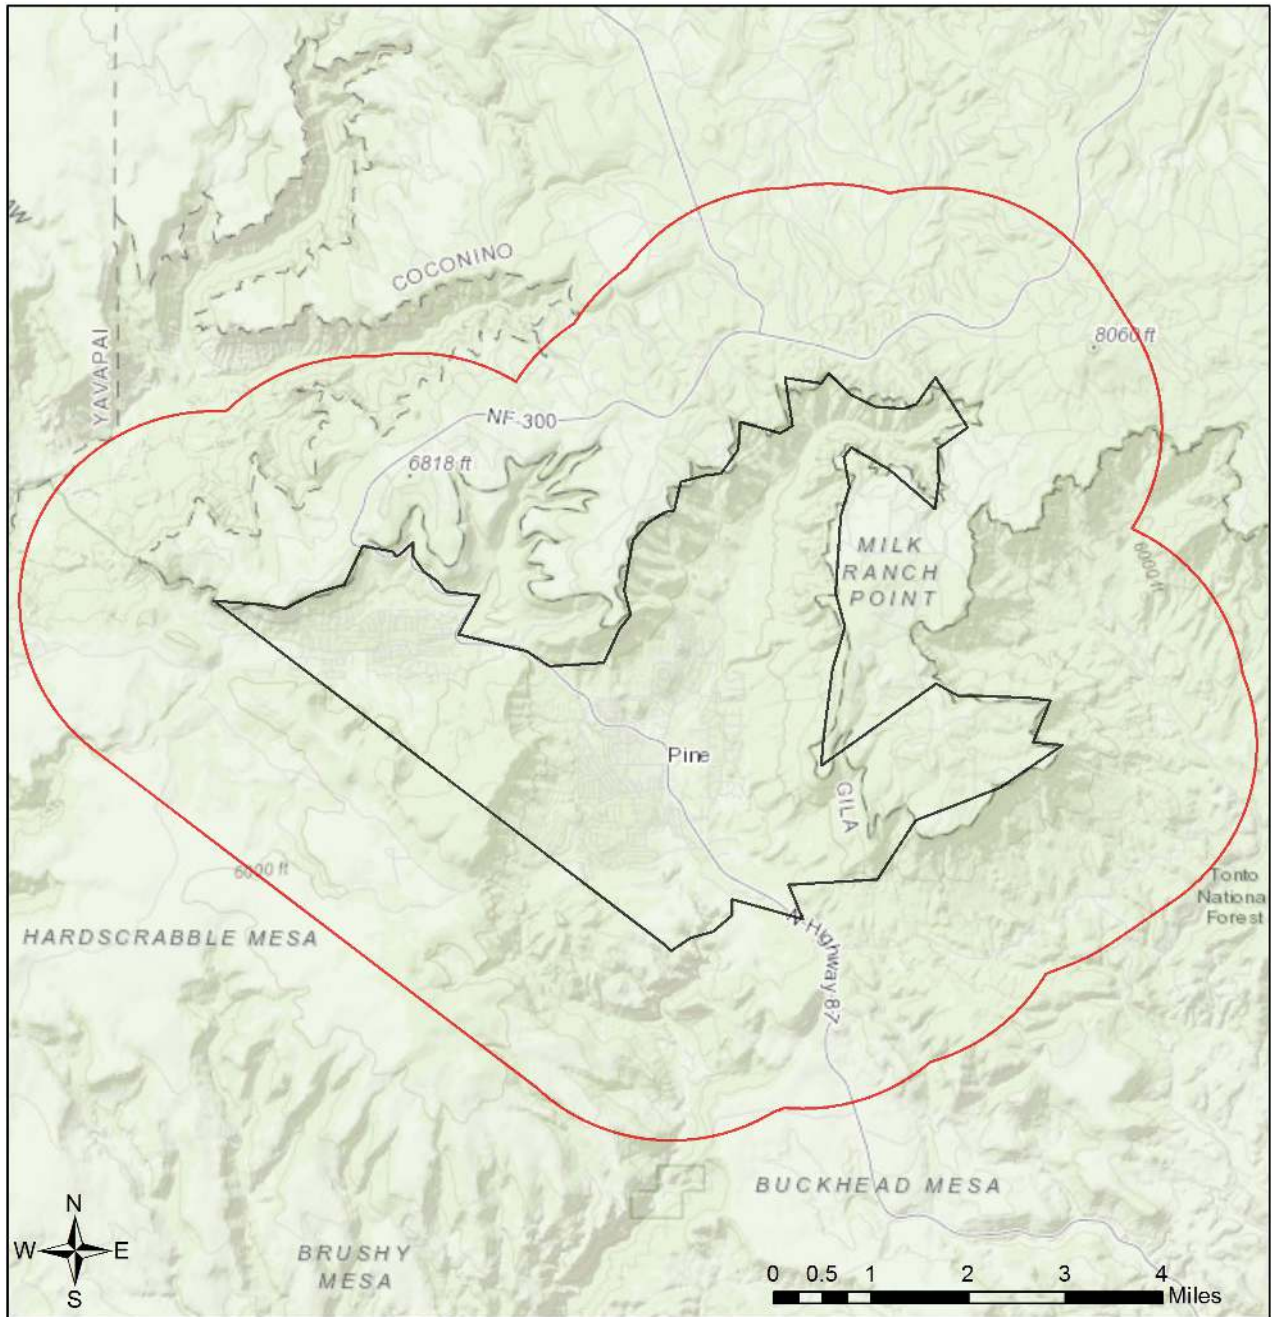 COCONINO
YAVAPAI
8060 ft
NF-300
6818 ft
MILK
RANCH
POINT
6000 ft
Pine
GILA
6000 ft
Tonto
Nationa
Forest
HARDSCRABBLE MESA
N Highway 87
BUCKHEAD MESA
BRUSHY
MESA
N
W E
S
0 0.5 1 2 3 4
Miles